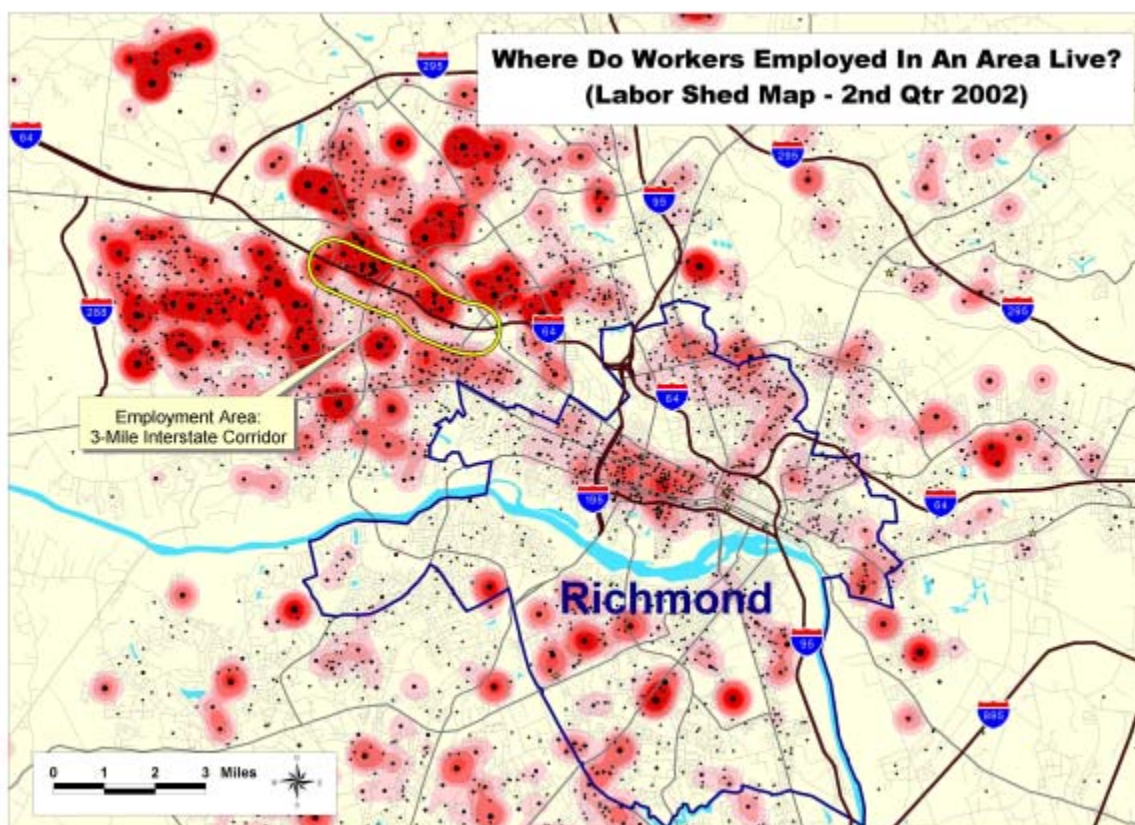 Where Do Workers Employed In An Area Live?
(Labor Shed Map - 2nd Qtr 2002)
295
64
295
95
288
64
295
64
Employment Area:
3-Mile Interstate Corridor
195
64
Richmond
95
895
0 1 2 3 Miles